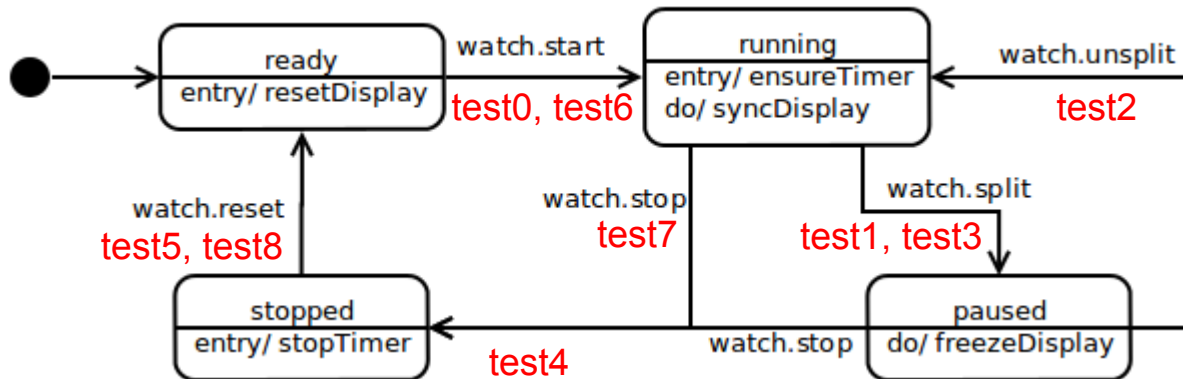 ready
entry/ resetDisplay
watch.start
test0, test6
running
entry/ ensureTimer
do/ syncDisplay
watch.unsplit
test2
watch.reset
test5, test8
watch.stop
test7
watch.split
test1, test3
stopped
entry/ stopTimer
test4
watch.stop
paused
do/ freezeDisplay